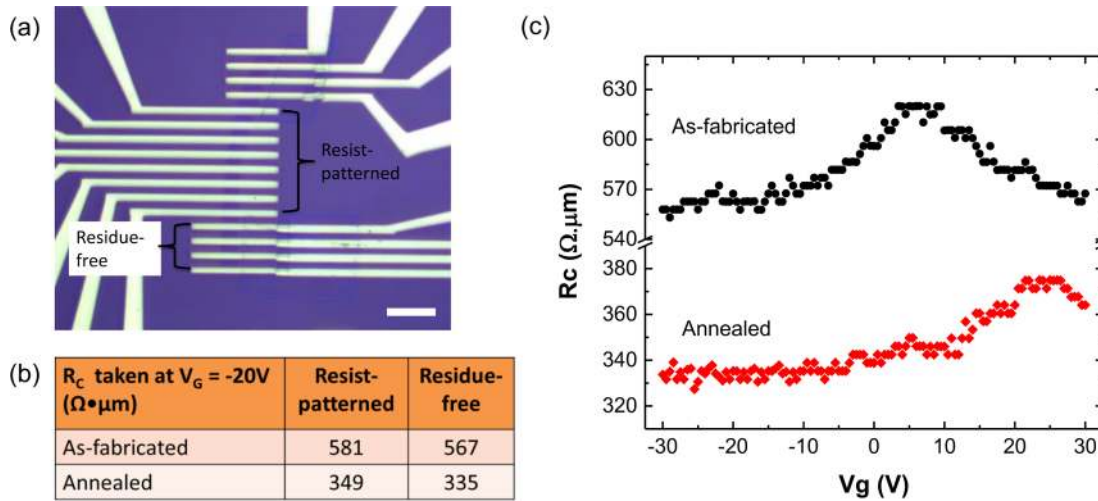 (a)
Resist-
patterned
Residue-
free
(b)
R_C taken at V_G = -20V
(Ω•μm)
Resist-
patterned
Residue-
free
As-fabricated
581
567
Annealed
349
335
(c)
Rc (Ω.μm)
630
600
570
540
380
360
340
320
As-fabricated
Annealed
-30
-20
-10
0
10
20
30
Vg (V)